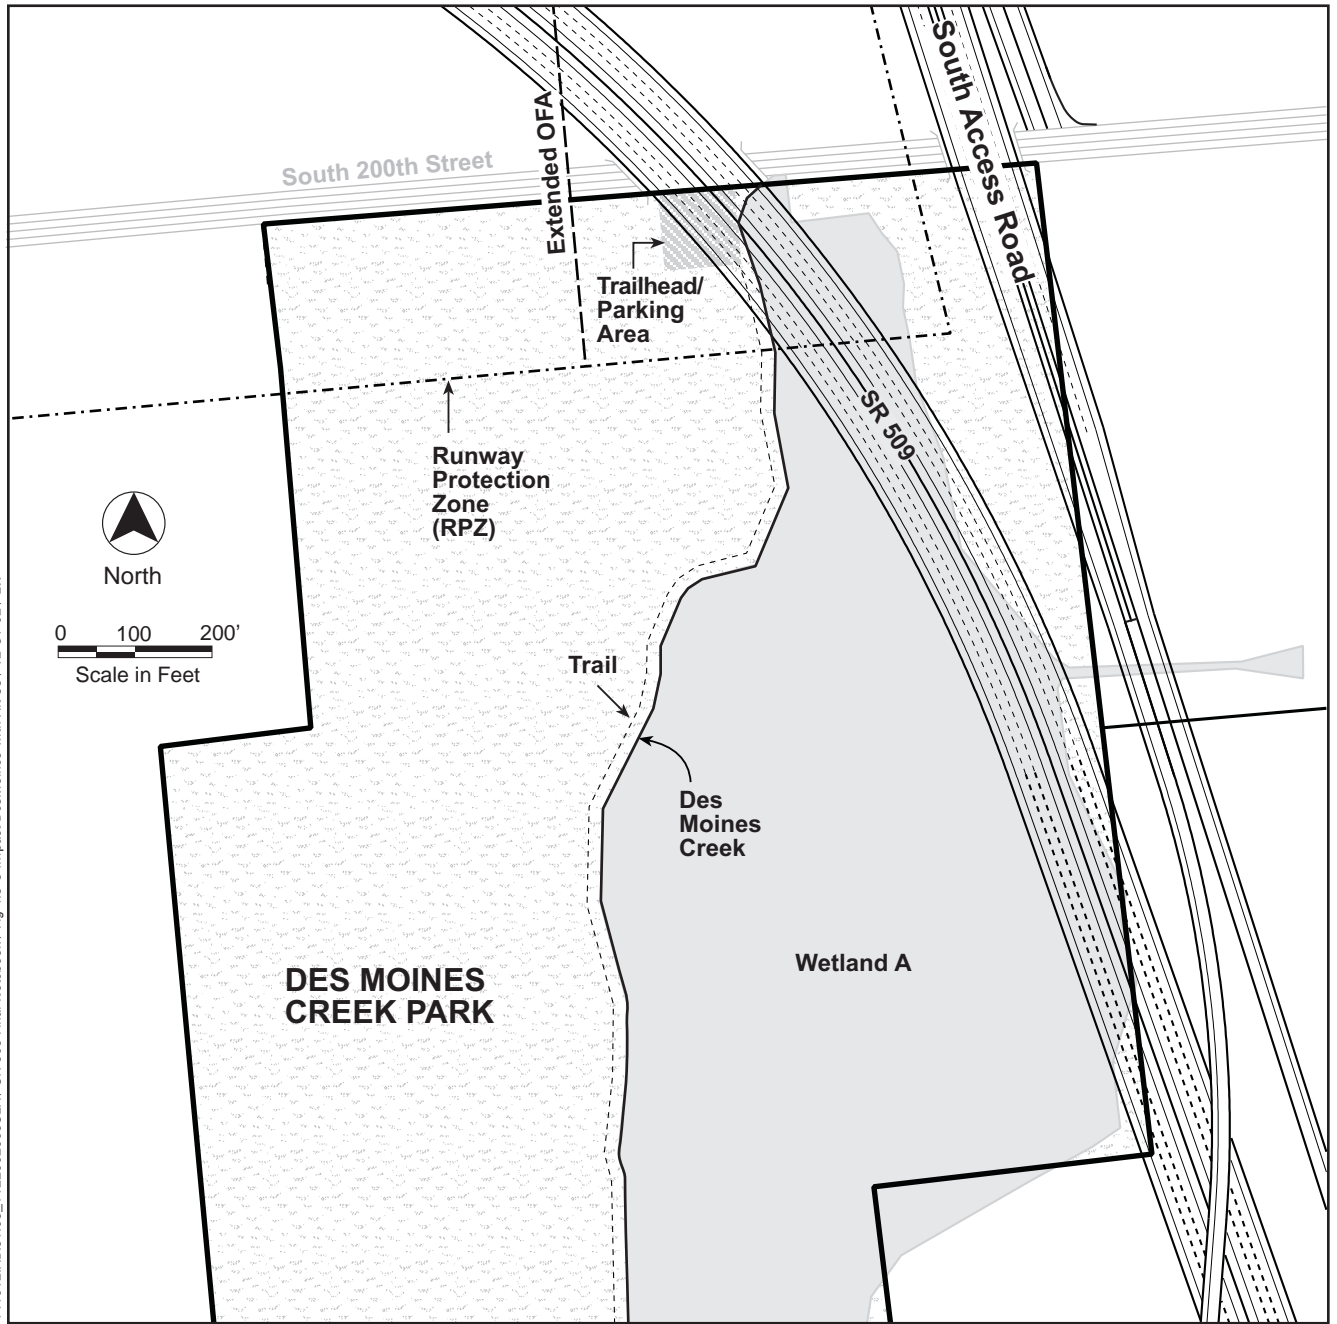 South Access Road
Extended OFA
South 200th Street
Trailhead/
Parking
Area
SR 509
Runway
Protection
Zone
(RPZ)
North
0 100 200’
Scale in Feet
Trail
Des
Moines
Creek
Wetland A
DES MOINES
CREEK PARK